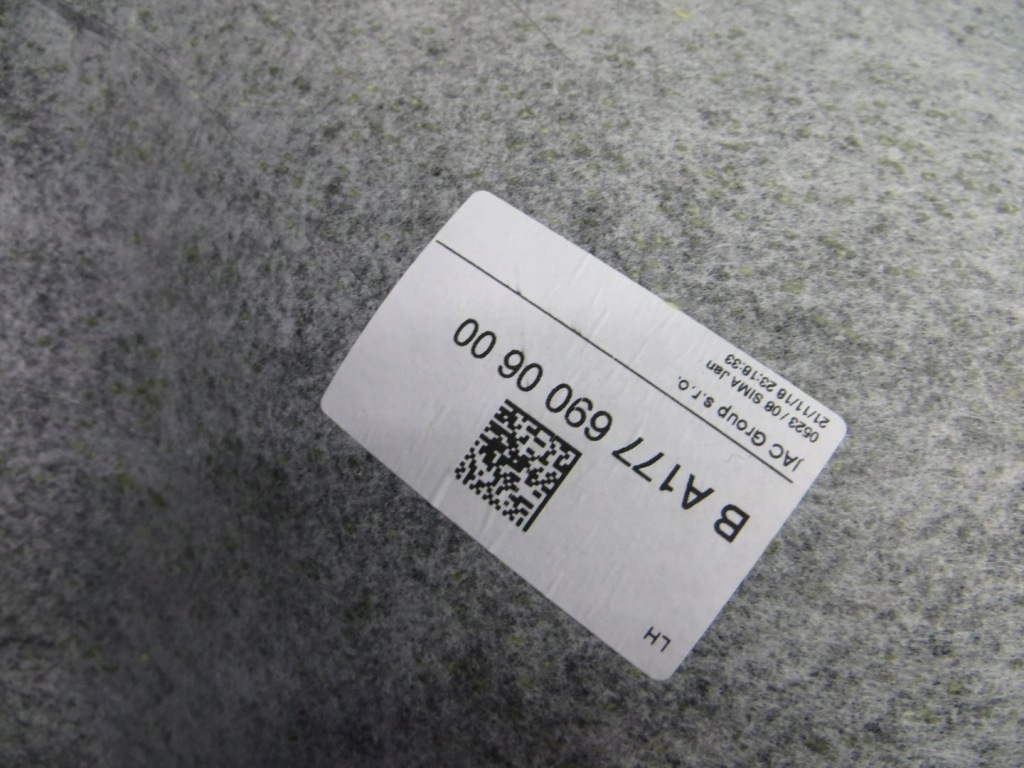 LH
B A177 690 06 00
JAC Group s.r.o.
0523 / 08 SIMA Jan
21/11/18 23:18:33